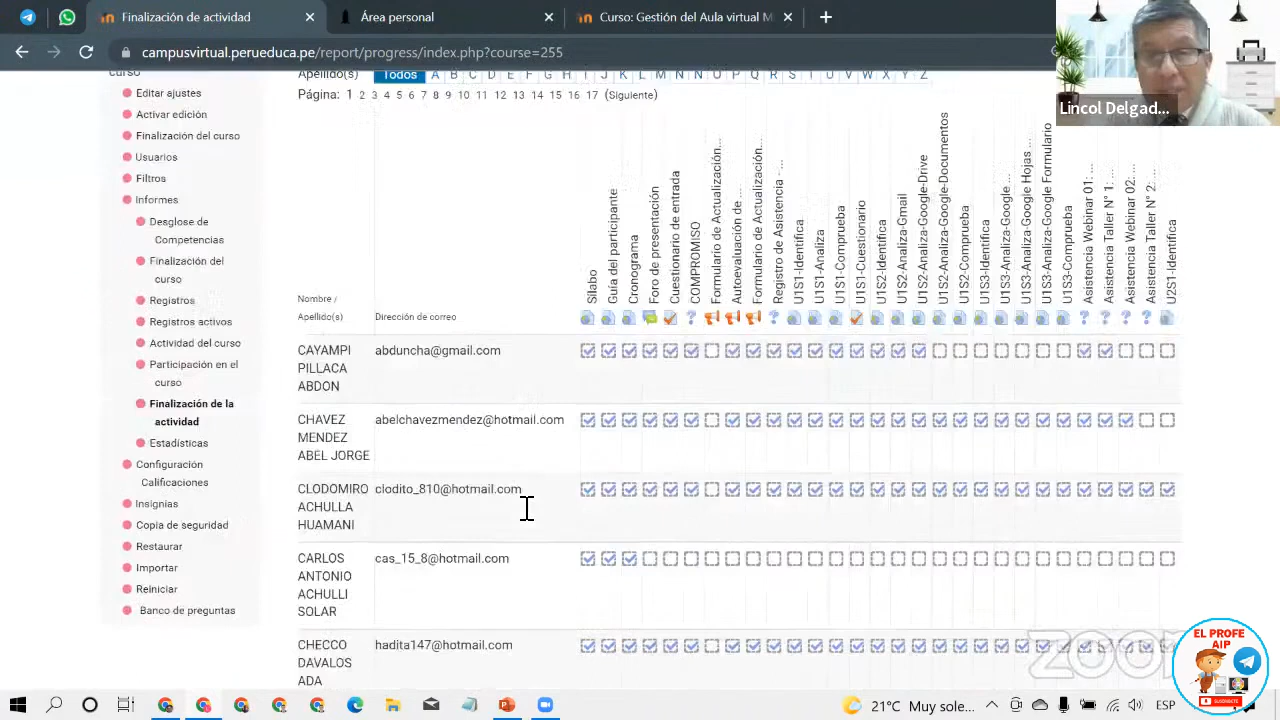 Finalización de actividad
Área personal
Curso: Gestión del Aula virtual M
campusvirtual.perueduca.pe/report/progress/index.php?course=255
Lincol Delgad...
curso
Editar ajustes
Activar edición
Finalización del curso
Usuarios
Filtros
Informes
Desglose de
Competencias
Finalización del
curso
Registros
Registros activos
Actividad del curso
Participación en el
curso
Finalización de la
actividad
Estadísticas
Configuración
Calificaciones
Insignias
Copia de seguridad
Restaurar
Importar
Reiniciar
Banco de preguntas
Apellido(s) Todos A B C D E F G H I J K L M N Ñ O P Q R S T U V W X Y Z
Página: 1 2 3 4 5 6 7 8 9 10 11 12 13 14 15 16 17 (Siguiente)
Nombre /
Apellido(s)
Dirección de correo
Sílabo
Guía del participante
Cronograma
Foro de presentación
Cuestionario de entrada
COMPROMISO
Formulario de Actualización...
Autoevaluación de ...
Formulario de Actualización...
Registro de Asistencia -...
U1S1-Identifica
U1S1-Analiza
U1S1-Comprueba
U1S1-Cuestionario
U1S2-Identifica
U1S2-Analiza-Gmail
U1S2-Analiza-Google-Drive
U1S2-Analiza-Google-Documentos
U1S2-Comprueba
U1S3-Identifica
U1S3-Analiza-Google ...
U1S3-Analiza-Google Hojas ...
U1S3-Analiza-Google Formulario
U1S3-Comprueba
Asistencia Webinar 01: ...
Asistencia Taller N° 1: ...
Asistencia Webinar 02: ...
Asistencia Taller N° 2: ...
U2S1-Identifica
CAYAMPI abduncha@gmail.com
PILLACA
ABDON
CHAVEZ abelchavezmendez@hotmail.com
MENDEZ
ABEL JORGE
CLODOMIRO clodito_810@hotmail.com
ACHULLA
HUAMANI
CARLOS cas_15_8@hotmail.com
ANTONIO
ACHULLI
SOLAR
CHECCO hadita147@hotmail.com
DAVALOS
ADA
zoom
EL PROFE
AIP
SUSCRÍBETE
21°C Muy soleado
ESP